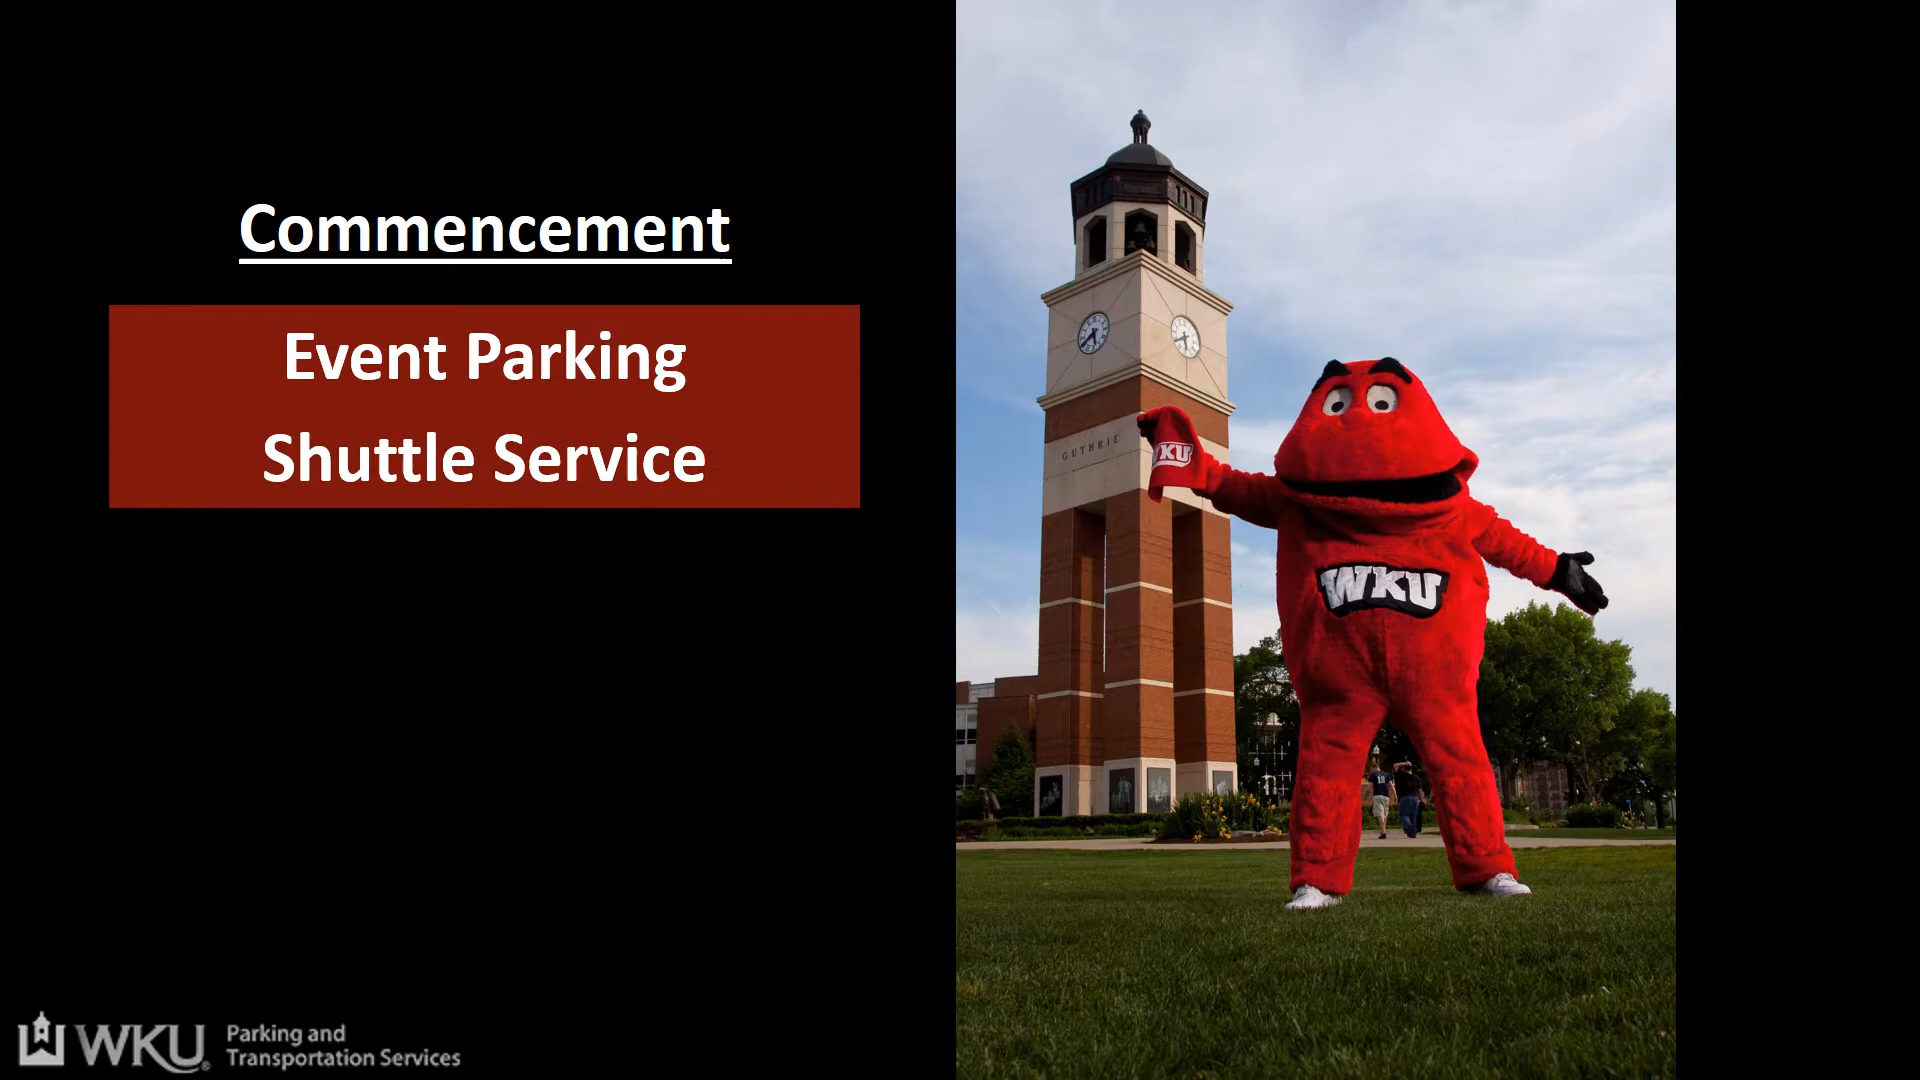 Commencement
Event Parking
Shuttle Service
GUTHRIE
WKU
WKU
WKU
Parking and
Transportation Services